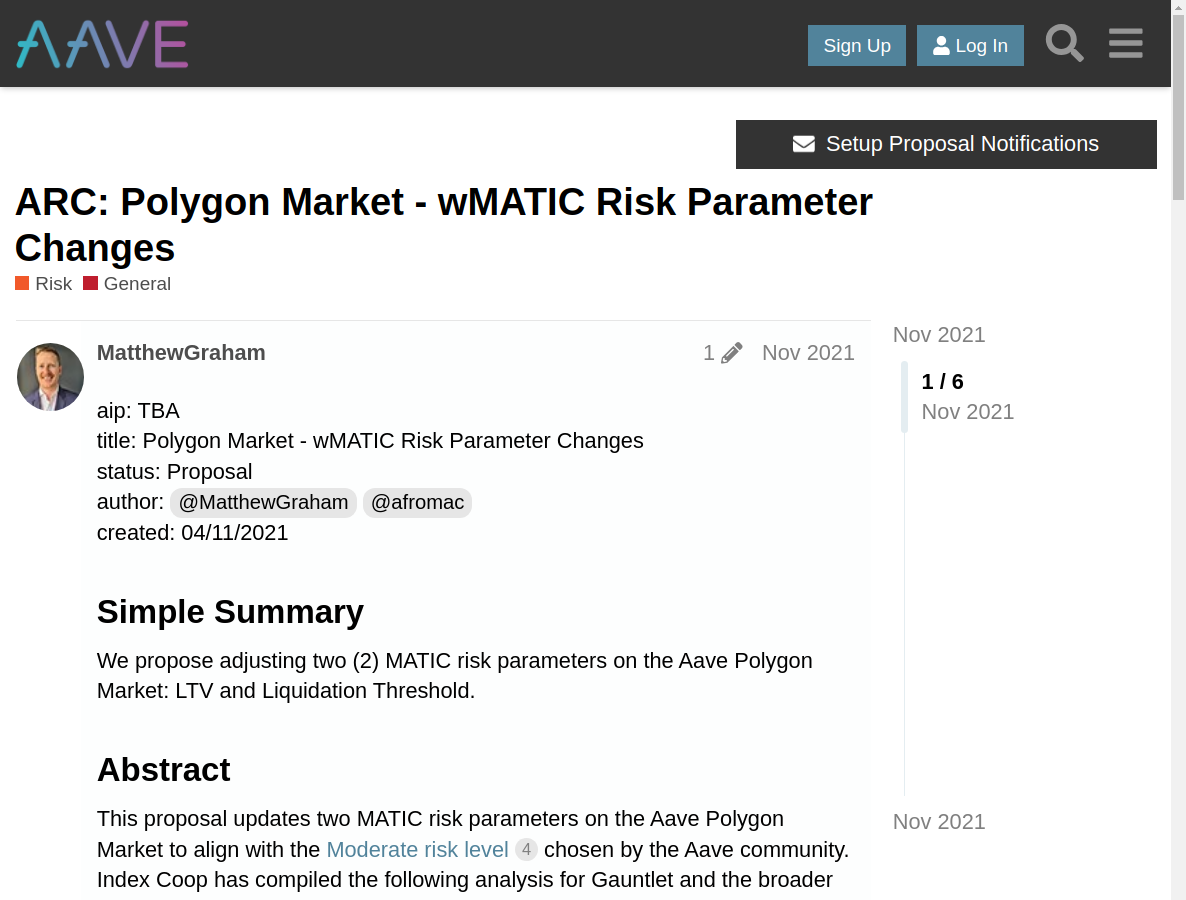 AAVE
Sign Up
Log In
Setup Proposal Notifications
ARC: Polygon Market - wMATIC Risk Parameter
Changes
Risk General
MatthewGraham 1 Nov 2021
aip: TBA
title: Polygon Market - wMATIC Risk Parameter Changes
status: Proposal
author: @MatthewGraham @afromac
created: 04/11/2021
Simple Summary
We propose adjusting two (2) MATIC risk parameters on the Aave Polygon
Market: LTV and Liquidation Threshold.
Abstract
This proposal updates two MATIC risk parameters on the Aave Polygon
Market to align with the Moderate risk level 4 chosen by the Aave community.
Index Coop has compiled the following analysis for Gauntlet and the broader
Nov 2021
1 / 6
Nov 2021
Nov 2021